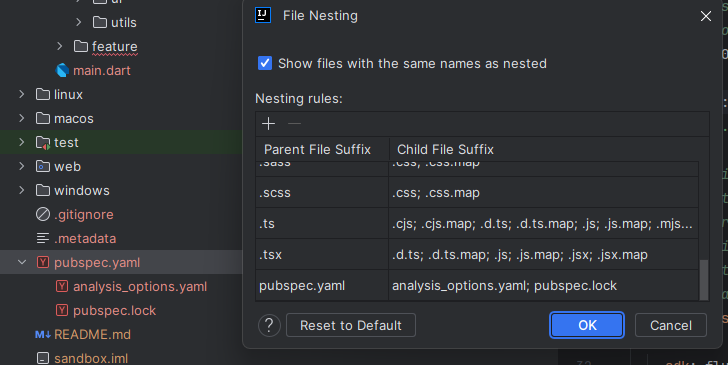 utils
feature
main.dart
linux
macos
test
web
windows
.gitignore
.metadata
pubspec.yaml
analysis_options.yaml
pubspec.lock
README.md
sandbox.iml
IJ
File Nesting
Show files with the same names as nested
Nesting rules:
Parent File Suffix
Child File Suffix
.sass
.css; .css.map
.scss
.css; .css.map
.ts
.cjs; .cjs.map; .d.ts; .d.ts.map; .js; .js.map; .mjs...
.tsx
.d.ts; .d.ts.map; .js; .js.map; .jsx; .jsx.map
pubspec.yaml
analysis_options.yaml; pubspec.lock
?
Reset to Default
OK
Cancel